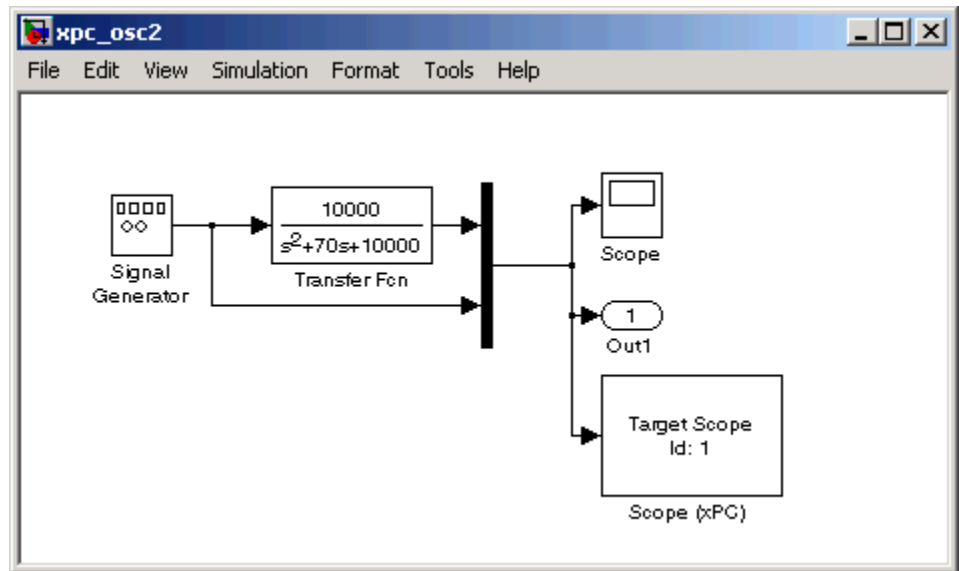 xpc_osc2
File Edit View Simulation Format Tools Help
Signal
Generator
10000
s²+70s+10000
Transfer Fcn
Scope
1
Out1
Target Scope
Id: 1
Scope (xPC)